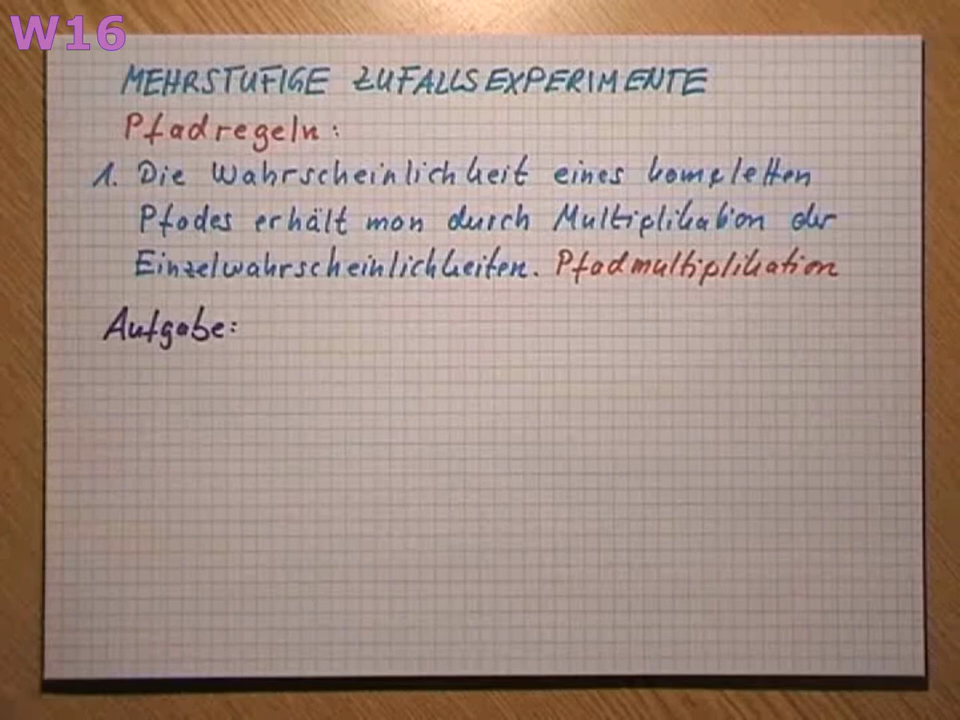 W16
MEHRSTUFIGE ZUFALLSEXPERIMENTE
Pfadregeln:
1. Die Wahrscheinlichkeit eines kompletten
Pfades erhält man durch Multiplikation der
Einzelwahrscheinlichkeiten. Pfadmultiplikation
Aufgabe: